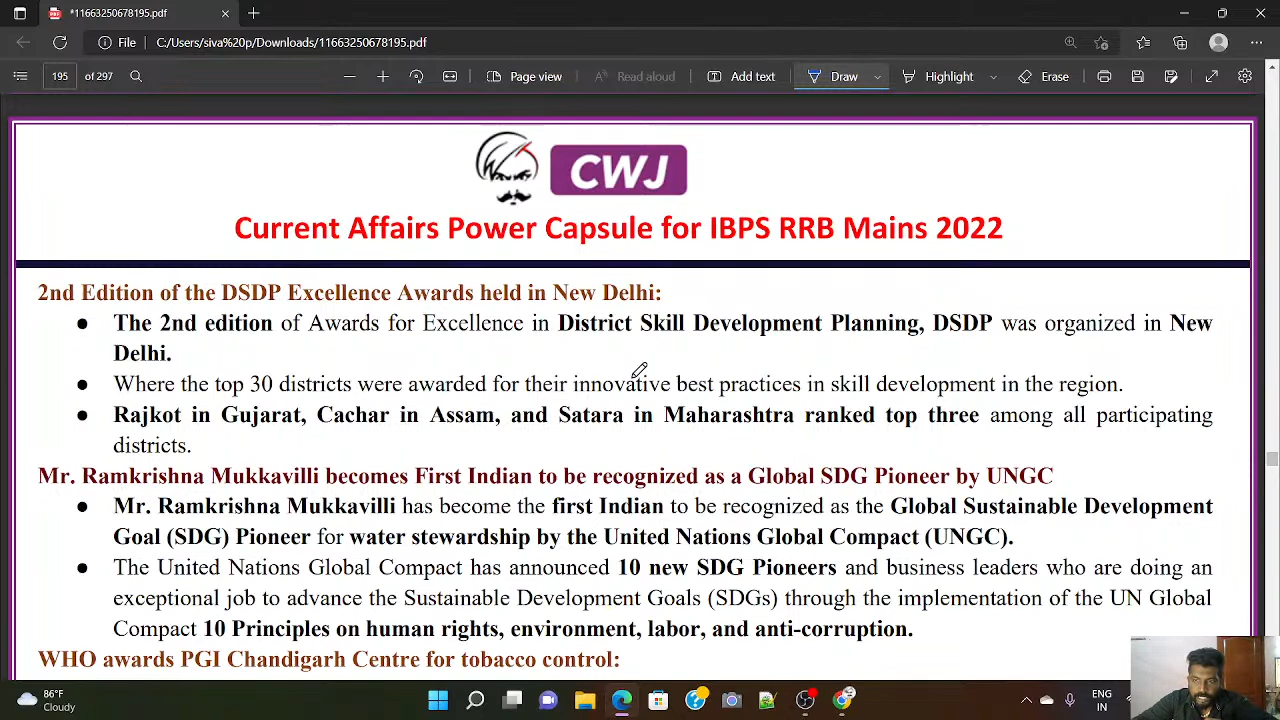 *11663250678195.pdf
File C:/Users/siva%20p/Downloads/11663250678195.pdf
195 of 297 Page view Read aloud Add text Draw Highlight Erase
CWJ
Current Affairs Power Capsule for IBPS RRB Mains 2022
2nd Edition of the DSDP Excellence Awards held in New Delhi:
● The 2nd edition of Awards for Excellence in District Skill Development Planning, DSDP was organized in New
Delhi.
● Where the top 30 districts were awarded for their innovative best practices in skill development in the region.
● Rajkot in Gujarat, Cachar in Assam, and Satara in Maharashtra ranked top three among all participating
districts.
Mr. Ramkrishna Mukkavilli becomes First Indian to be recognized as a Global SDG Pioneer by UNGC
● Mr. Ramkrishna Mukkavilli has become the first Indian to be recognized as the Global Sustainable Development
Goal (SDG) Pioneer for water stewardship by the United Nations Global Compact (UNGC).
● The United Nations Global Compact has announced 10 new SDG Pioneers and business leaders who are doing an
exceptional job to advance the Sustainable Development Goals (SDGs) through the implementation of the UN Global
Compact 10 Principles on human rights, environment, labor, and anti-corruption.
WHO awards PGI Chandigarh Centre for tobacco control:
86°F
Cloudy
ENG
IN